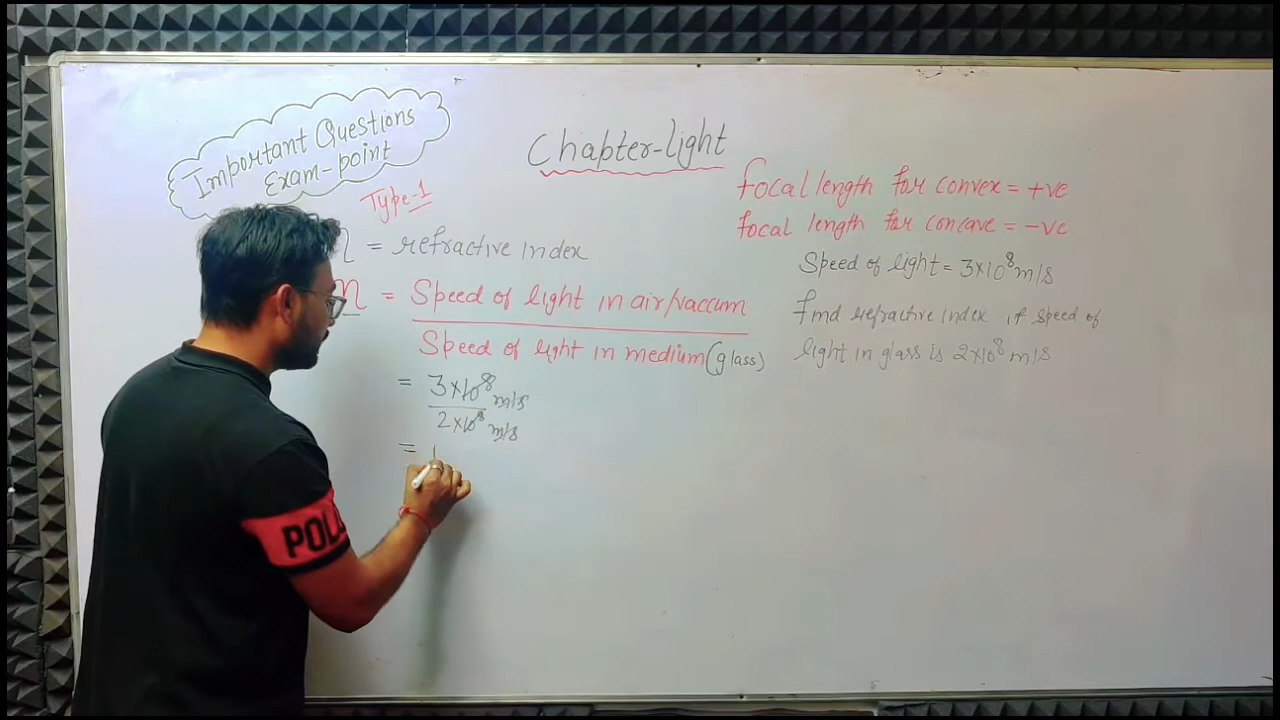 Important Questions
Exam-point
Chapter-light
Type-1
η = refractive index
n = Speed of light in air/vaccum
Speed of light in medium(glass)
= 3×10⁸ m/s
2×10⁸ m/s
=
focal length for convex = +ve
focal length for concave = -ve
Speed of light = 3×10⁸ m/s
find refractive index if speed of
light in glass is 2×10⁸ m/s